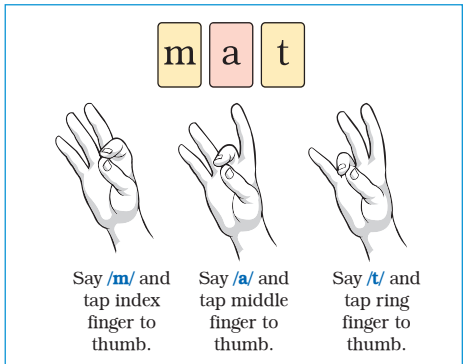 m a t
Say /m/ and
tap index
finger to
thumb.
Say /a/ and
tap middle
finger to
thumb.
Say /t/ and
tap ring
finger to
thumb.